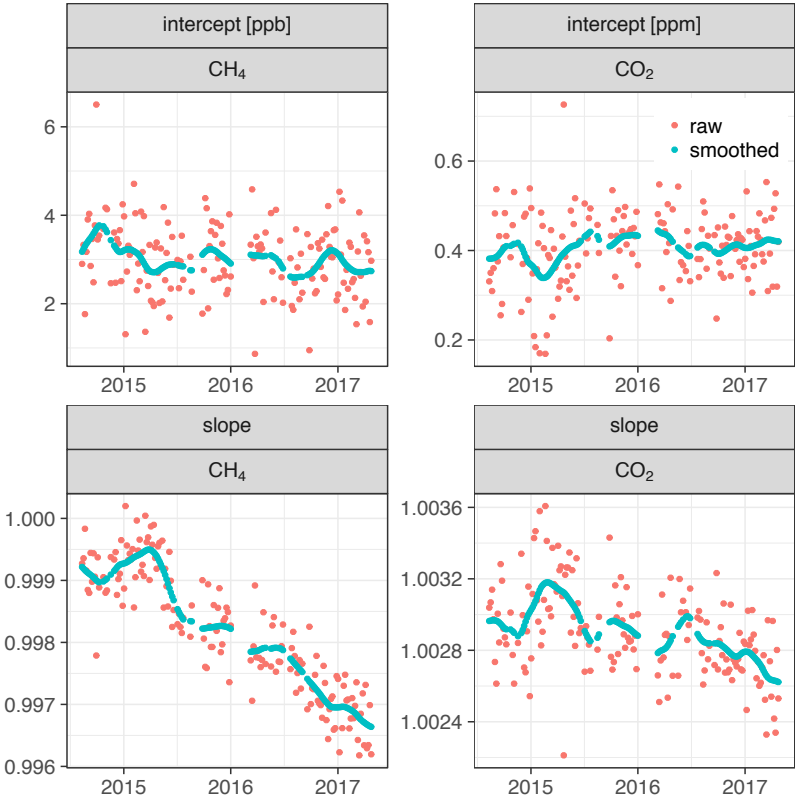 intercept [ppb]
CH₄
6
4
2
2015 2016 2017
intercept [ppm]
CO₂
raw
smoothed
0.6
0.4
0.2
2015 2016 2017
slope
CH₄
1.000
0.999
0.998
0.997
0.996
2015 2016 2017
slope
CO₂
1.0036
1.0032
1.0028
1.0024
2015 2016 2017